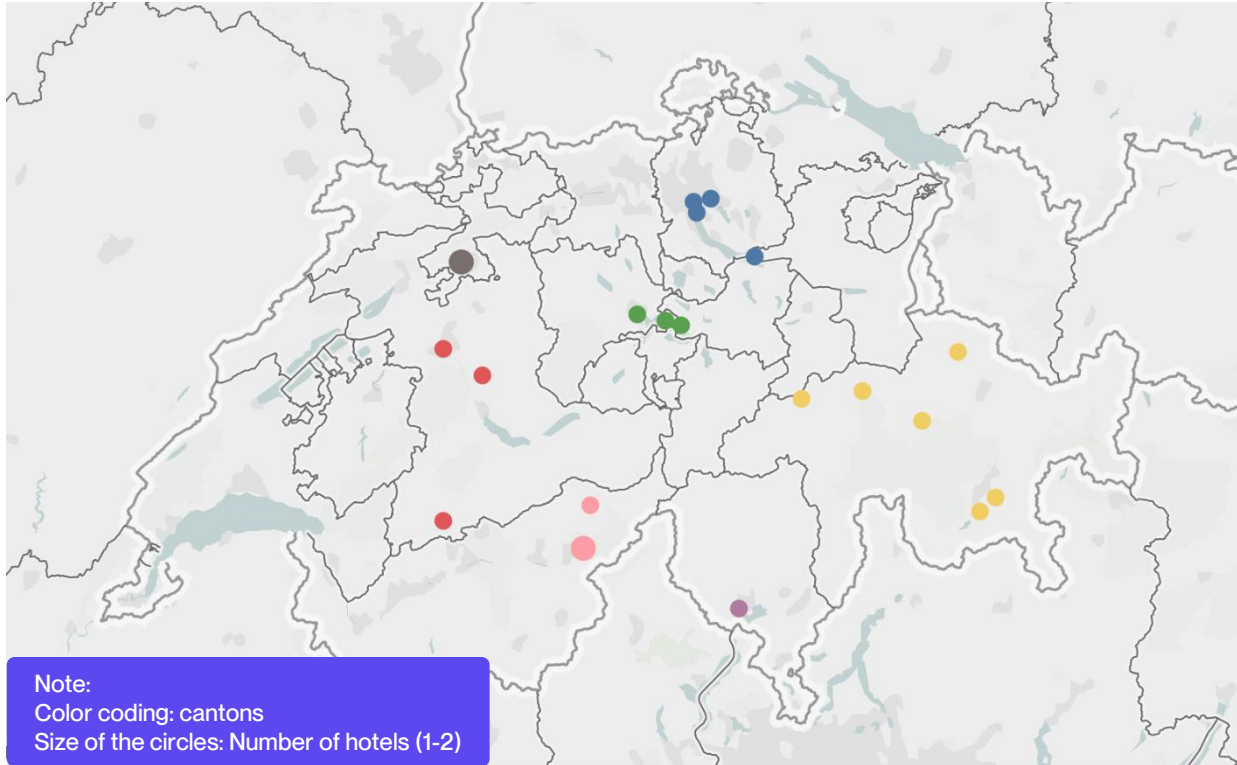 Note:
Color coding: cantons
Size of the circles: Number of hotels (1-2)